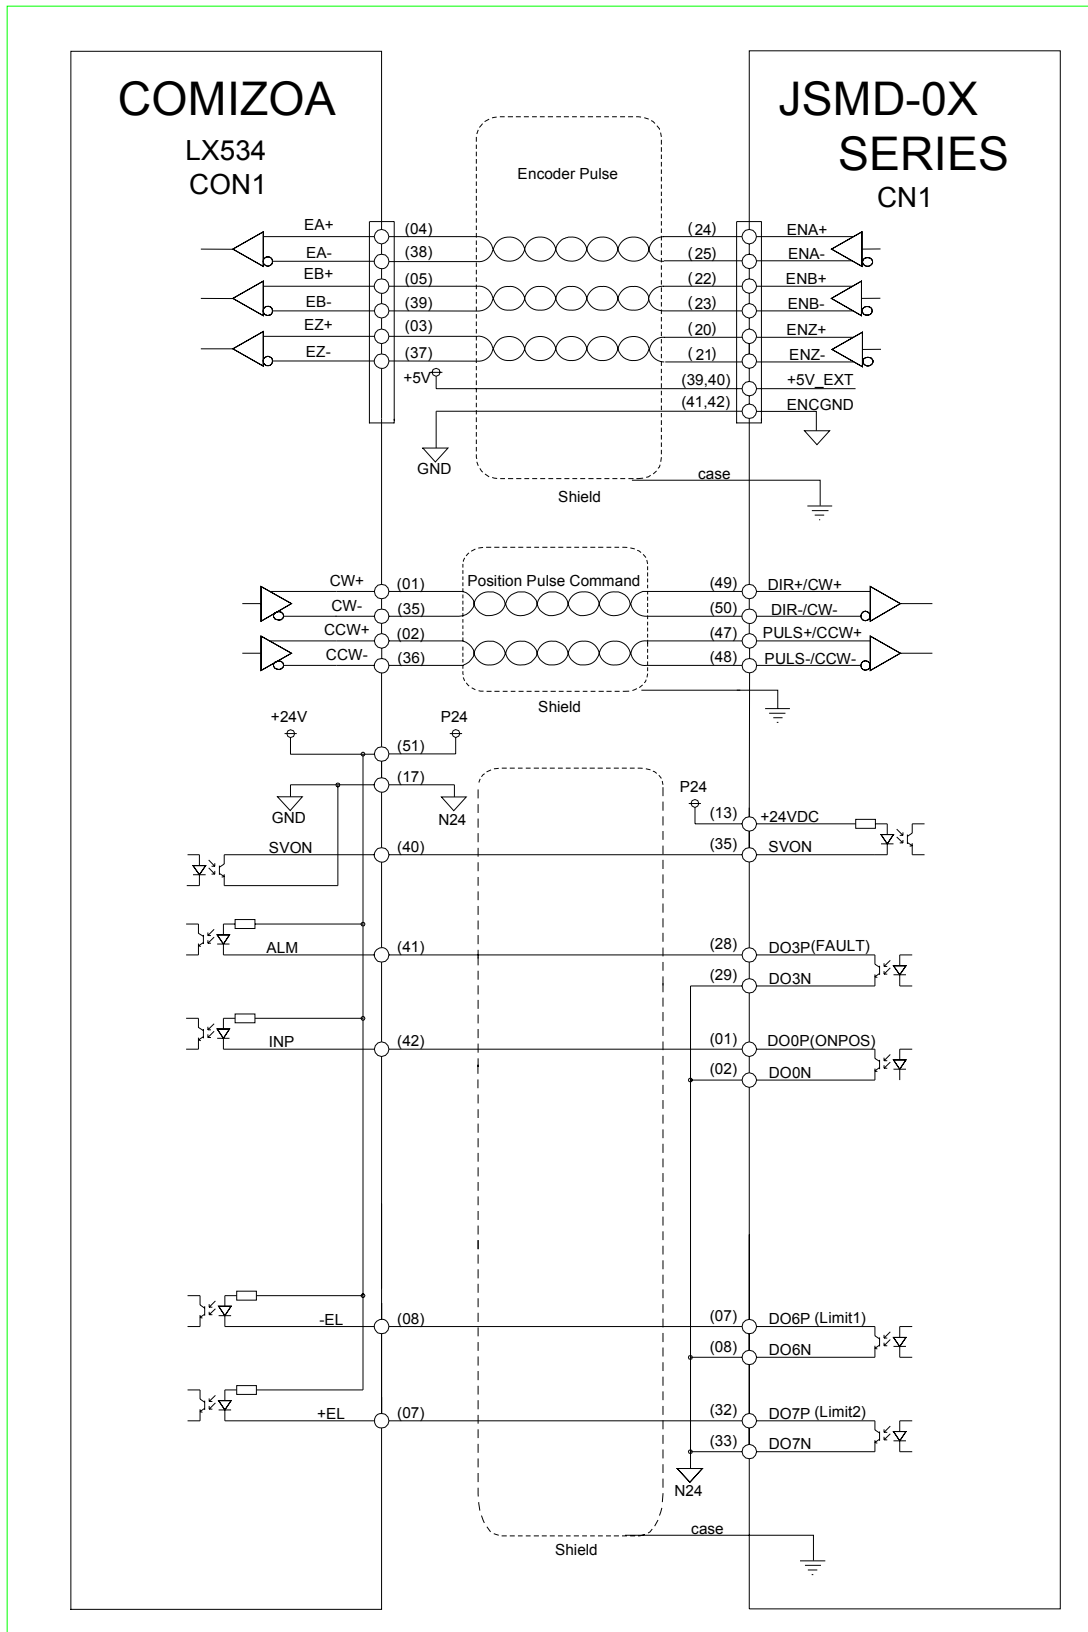 COMIZOA
LX534
CON1
JSMD-0X
SERIES
CN1
Encoder Pulse
EA+ (04) (24) ENA+
EA- (38) (25) ENA-
EB+ (05) (22) ENB+
EB- (39) (23) ENB-
EZ+ (03) (20) ENZ+
EZ- (37) (21) ENZ-
+5V (39,40) +5V_EXT
(41,42) ENCGND
GND
case
Shield
CW+ (01) Position Pulse Command (49) DIR+/CW+
CW- (35) (50) DIR-/CW-
CCW+ (02) (47) PULS+/CCW+
CCW- (36) (48) PULS-/CCW-
Shield
+24V P24
(51)
(17)
GND N24
P24
(13) +24VDC
SVON (40) (35) SVON
ALM (41) (28) DO3P(FAULT)
(29) DO3N
INP (42) (01) DO0P(ONPOS)
(02) DO0N
-EL (08) (07) DO6P (Limit1)
(08) DO6N
+EL (07) (32) DO7P (Limit2)
(33) DO7N
N24
case
Shield